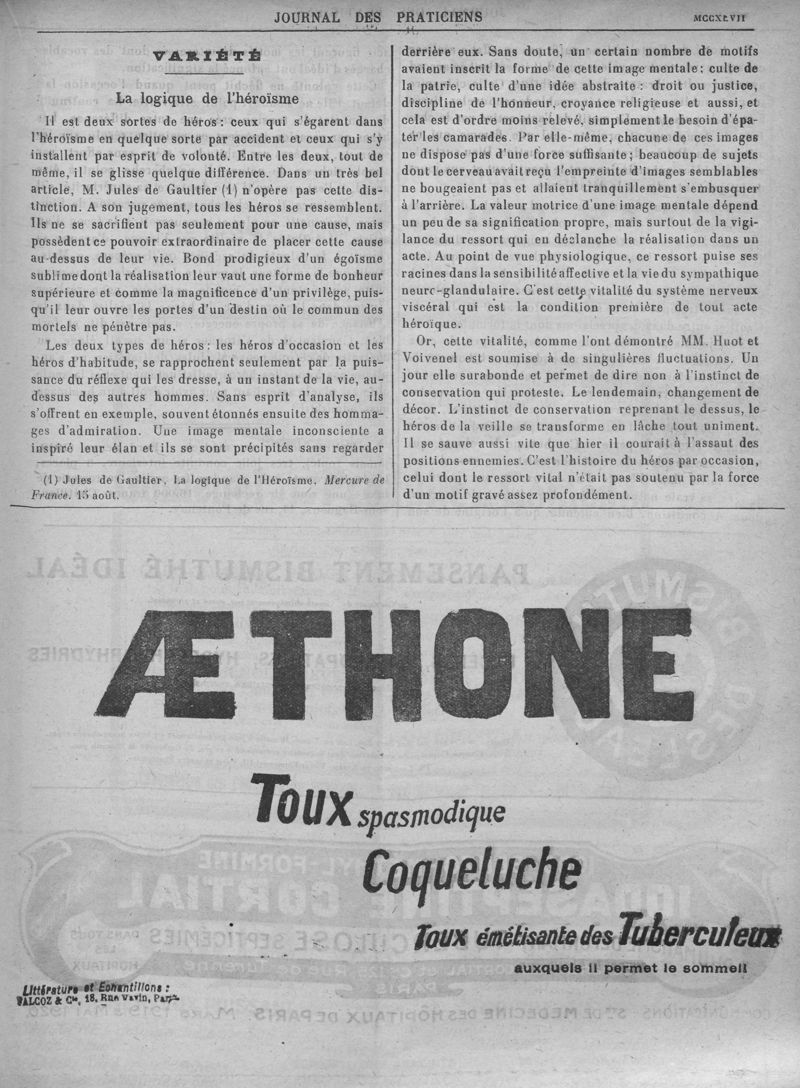 JOURNAL DES PRATICIENS
MCCXLVII
VARIÉTÉ
La logique de l'héroïsme
Il est deux sortes de héros : ceux qui s'égarent dans
l'héroïsme en quelque sorte par accident et ceux qui s'y
installent par esprit de volonté. Entre les deux, tout de
même, il se glisse quelque différence. Dans un très bel
article, M. Jules de Gaultier (1) n'opère pas cette dis-
tinction. A son jugement, tous les héros se ressemblent.
Ils ne se sacrifient pas seulement pour une cause, mais
possèdent ce pouvoir extraordinaire de placer cette cause
au-dessus de leur vie. Bond prodigieux d'un égoïsme
sublime dont la réalisation leur vaut une forme de bonheur
supérieure et comme la magnificence d'un privilège, puis-
qu'il leur ouvre les portes d'un destin où le commun des
mortels ne pénètre pas.
Les deux types de héros : les héros d'occasion et les
héros d'habitude, se rapprochent seulement par la puis-
sance du réflexe qui les dresse, à un instant de la vie, au-
dessus des autres hommes. Sans esprit d'analyse, ils
s'offrent en exemple, souvent étonnés ensuite des homma-
ges d'admiration. Une image mentale inconsciente a
inspiré leur élan et ils se sont précipités sans regarder
(1) Jules de Gaultier. La logique de l'Héroïsme. Mercure de
France. 15 août.
derrière eux. Sans doute, un certain nombre de motifs
avaient inscrit la forme de cette image mentale : culte de
la patrie, culte d'une idée abstraite : droit ou justice,
discipline de l'honneur, croyance religieuse et aussi, et
cela est d'ordre moins relevé, simplement le besoin d'épa-
ter les camarades. Par elle-même, chacune de ces images
ne dispose pas d'une force suffisante ; beaucoup de sujets
dont le cerveau avait reçu l'empreinte d'images semblables
ne bougeaient pas et allaient tranquillement s'embusquer
à l'arrière. La valeur motrice d'une image mentale dépend
un peu de sa signification propre, mais surtout de la vigi-
lance du ressort qui en déclanche la réalisation dans un
acte. Au point de vue physiologique, ce ressort puise ses
racines dans la sensibilité affective et la vie du sympathique
neuro-glandulaire. C'est cette vitalité du système nerveux
viscéral qui est la condition première de tout acte
héroïque.
Or, cette vitalité, comme l'ont démontré MM. Huot et
Voivenel est soumise à de singulières fluctuations. Un
jour elle surabonde et permet de dire non à l'instinct de
conservation qui proteste. Le lendemain, changement de
décor. L'instinct de conservation reprenant le dessus, le
héros de la veille se transforme en lâche tout uniment.
Il se sauve aussi vite que hier il courait à l'assaut des
positions ennemies. C'est l'histoire du héros par occasion,
celui dont le ressort vital n'était pas soutenu par la force
d'un motif gravé assez profondément.
ÆTHONE
Toux spasmodique
Coqueluche
Toux émétisante des Tuberculeux
auxquels il permet le sommeil
Littérature et Echantillons :
FALCOZ & Cie, 18, Rue Vavin, Paris